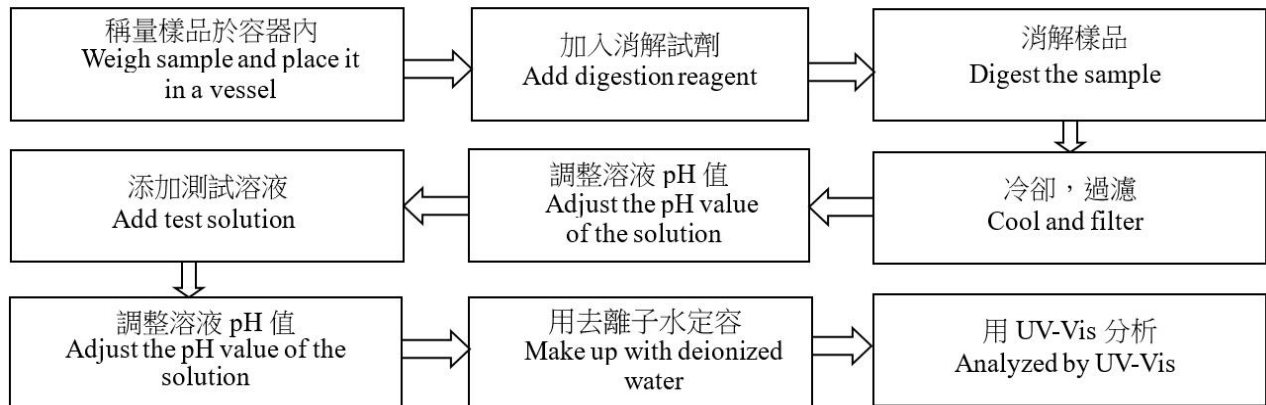 稱量樣品於容器內
Weigh sample and place it
in a vessel
加入消解試劑
Add digestion reagent
消解樣品
Digest the sample
冷卻，過濾
Cool and filter
調整溶液 pH 值
Adjust the pH value
of the solution
添加測試溶液
Add test solution
調整溶液 pH 值
Adjust the pH value of the
solution
用去離子水定容
Make up with deionized
water
用 UV-Vis 分析
Analyzed by UV-Vis